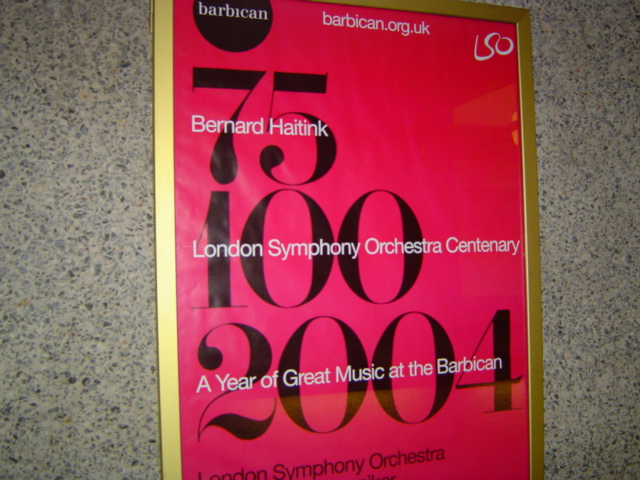 barbican
barbican.org.uk
LSO
75
Bernard Haitink
100
London Symphony Orchestra Centenary
2004
A Year of Great Music at the Barbican
London Symphony Orchestra